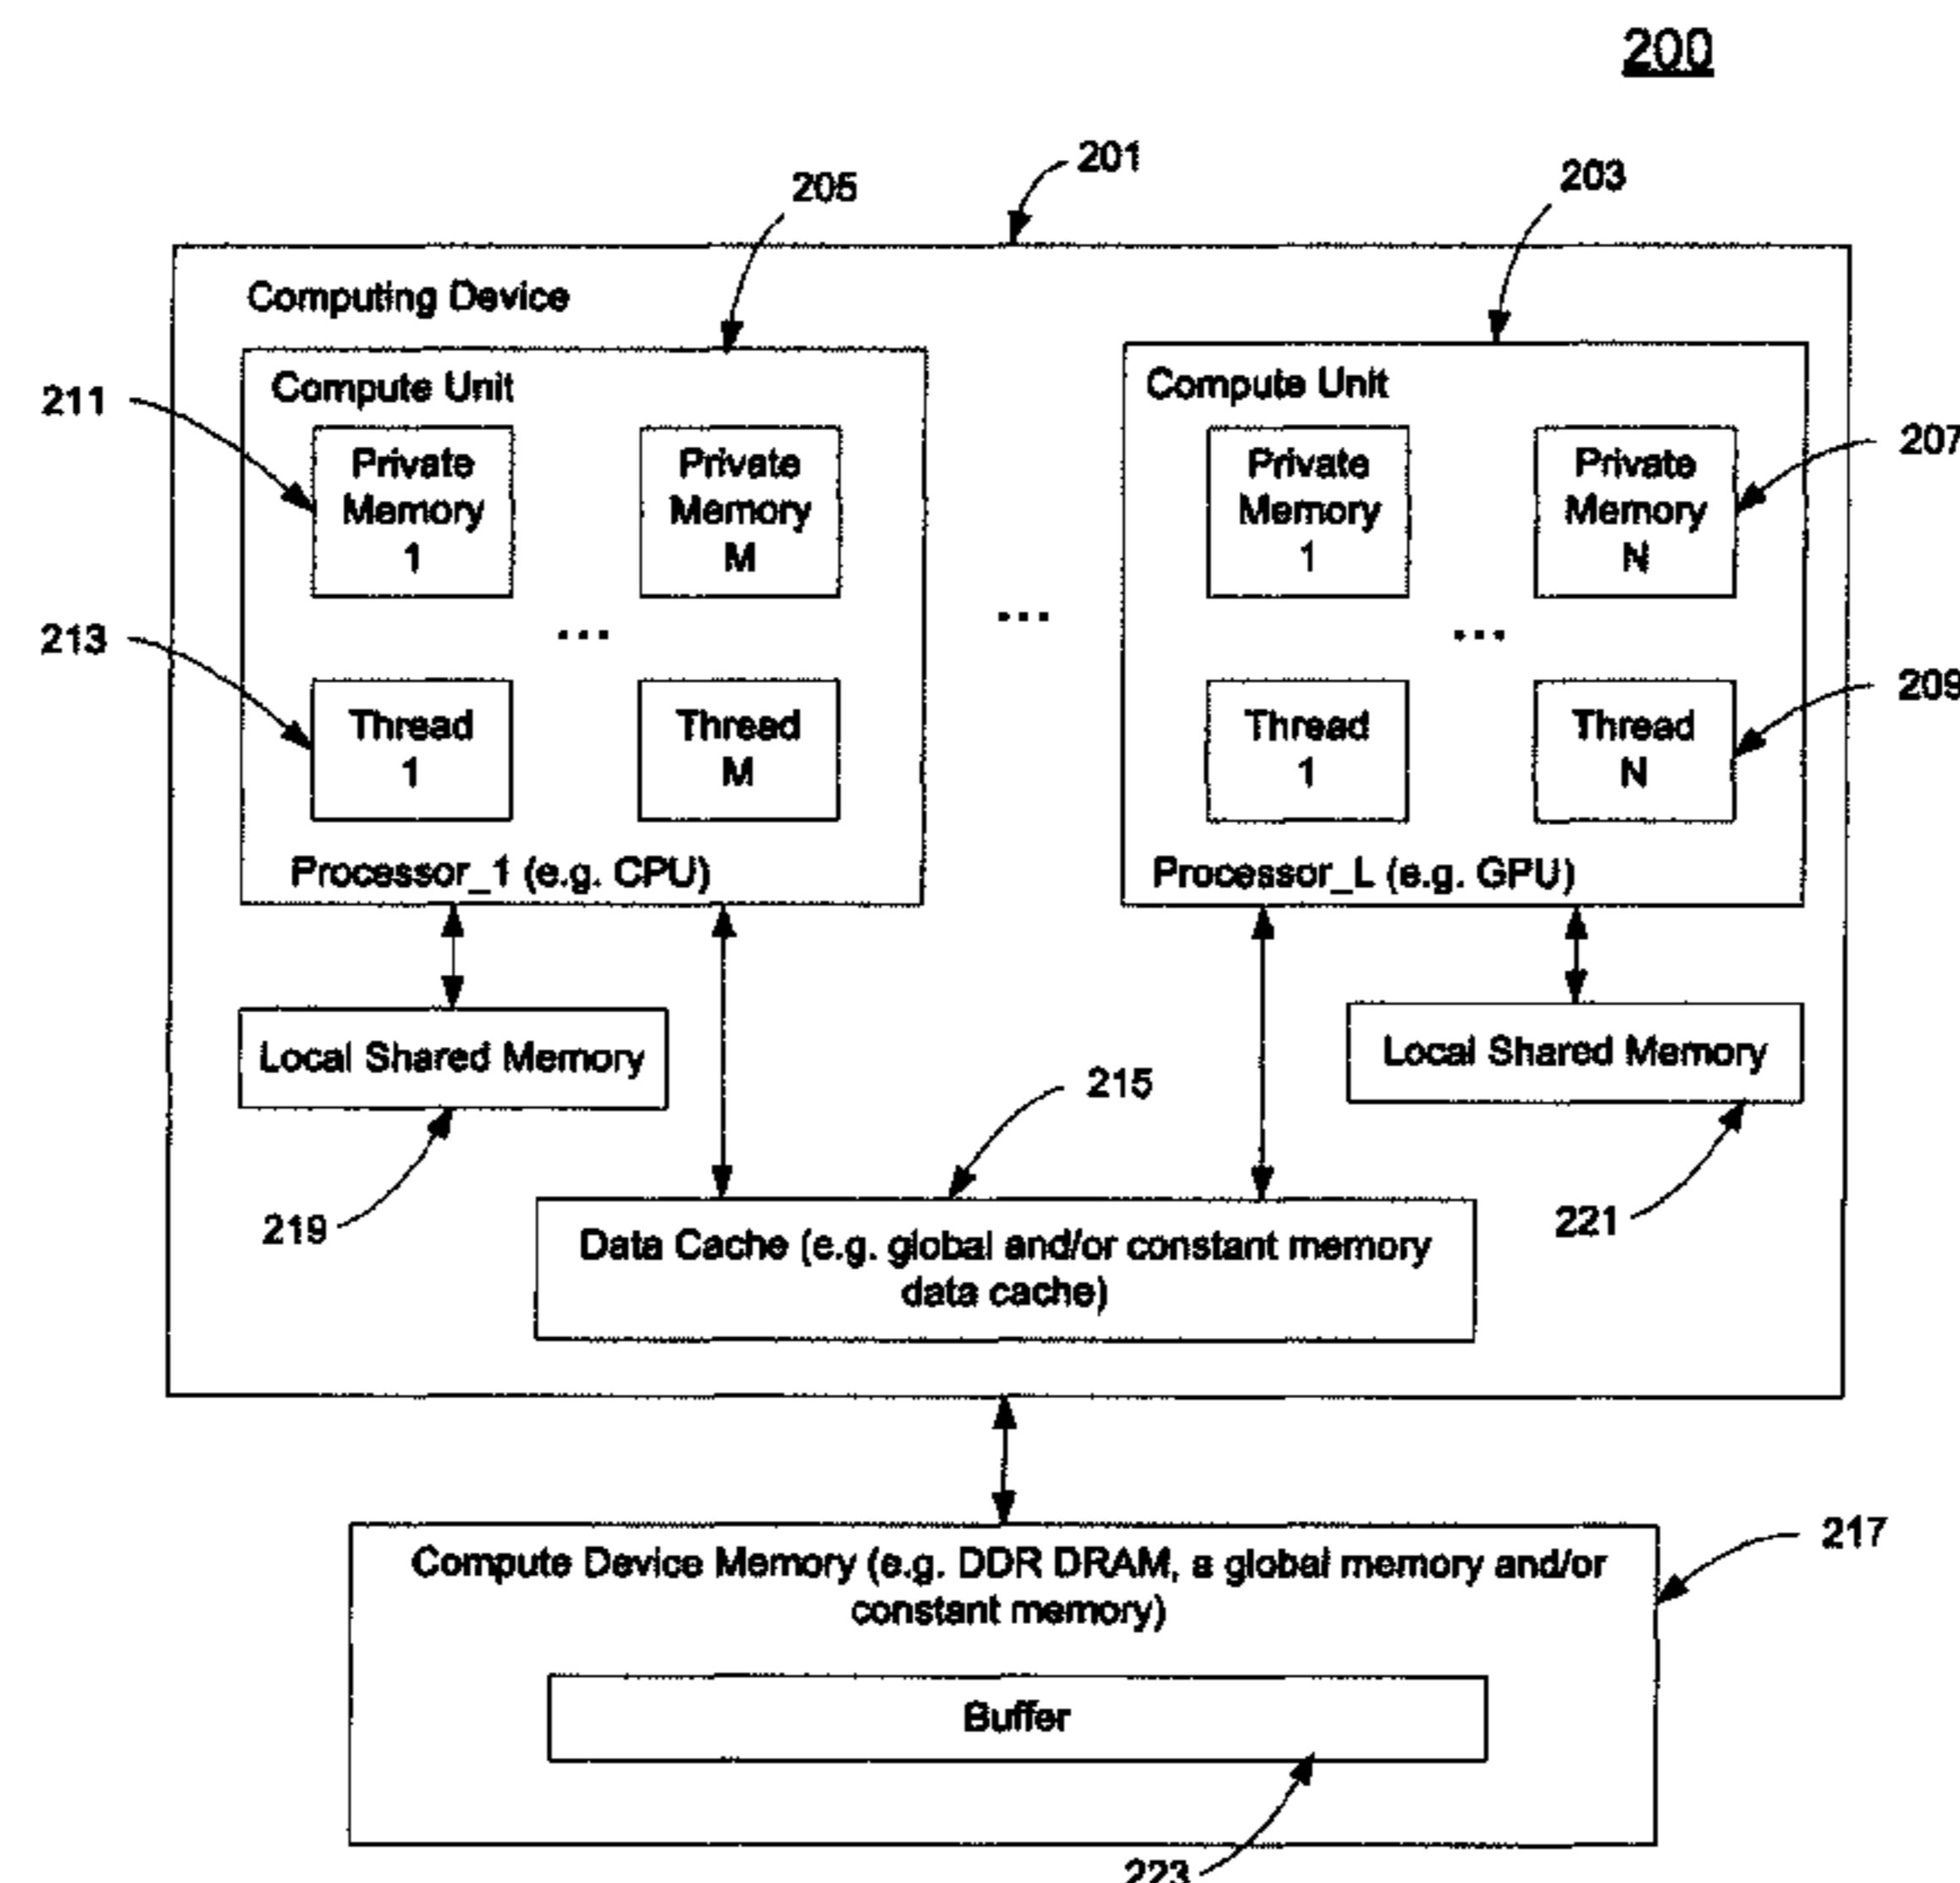 200
201
205
203
Computing Device
Compute Unit
Compute Unit
211
Private Memory 1
Private Memory M
Private Memory 1
Private Memory N
207
...
...
...
213
Thread 1
Thread M
Thread 1
Thread N
209
Processor_1 (e.g. CPU)
Processor_L (e.g. GPU)
Local Shared Memory
Local Shared Memory
215
219
221
Data Cache (e.g. global and/or constant memory
data cache)
217
Compute Device Memory (e.g. DDR DRAM, a global memory and/or
constant memory)
Buffer
223